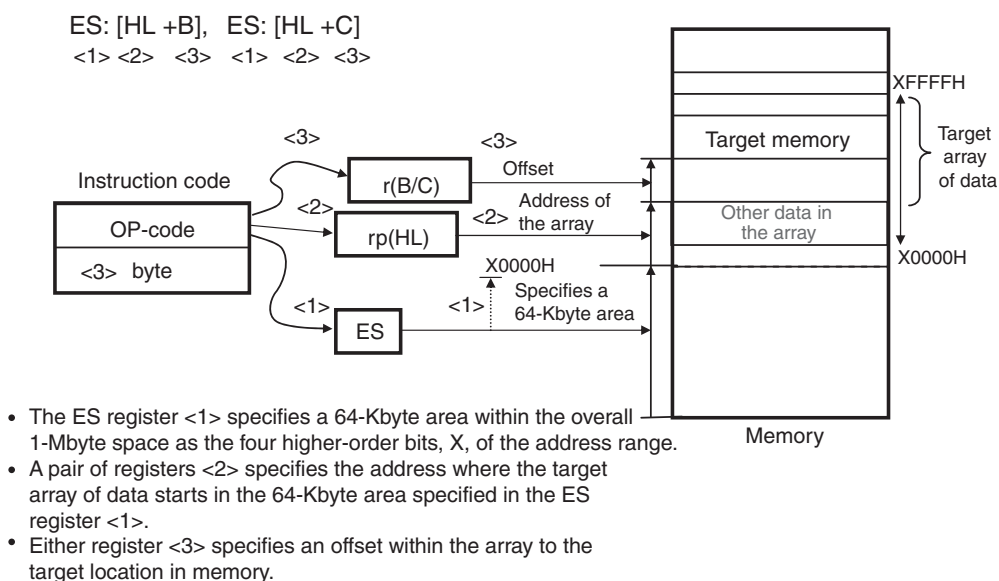 ES: [HL +B], ES: [HL +C]
<1> <2> <3> <1> <2> <3>
XFFFFH
Target memory
Target
array
of data
<3>
<3>
Offset
Instruction code
r(B/C)
OP-code
<2>
rp(HL)
<2>
Address of
the array
Other data in
the array
<3> byte
X0000H
X0000H
<1>
ES
<1>
Specifies a
64-Kbyte area
Memory
• The ES register <1> specifies a 64-Kbyte area within the overall
1-Mbyte space as the four higher-order bits, X, of the address range.
• A pair of registers <2> specifies the address where the target
array of data starts in the 64-Kbyte area specified in the ES
register <1>.
• Either register <3> specifies an offset within the array to the
target location in memory.